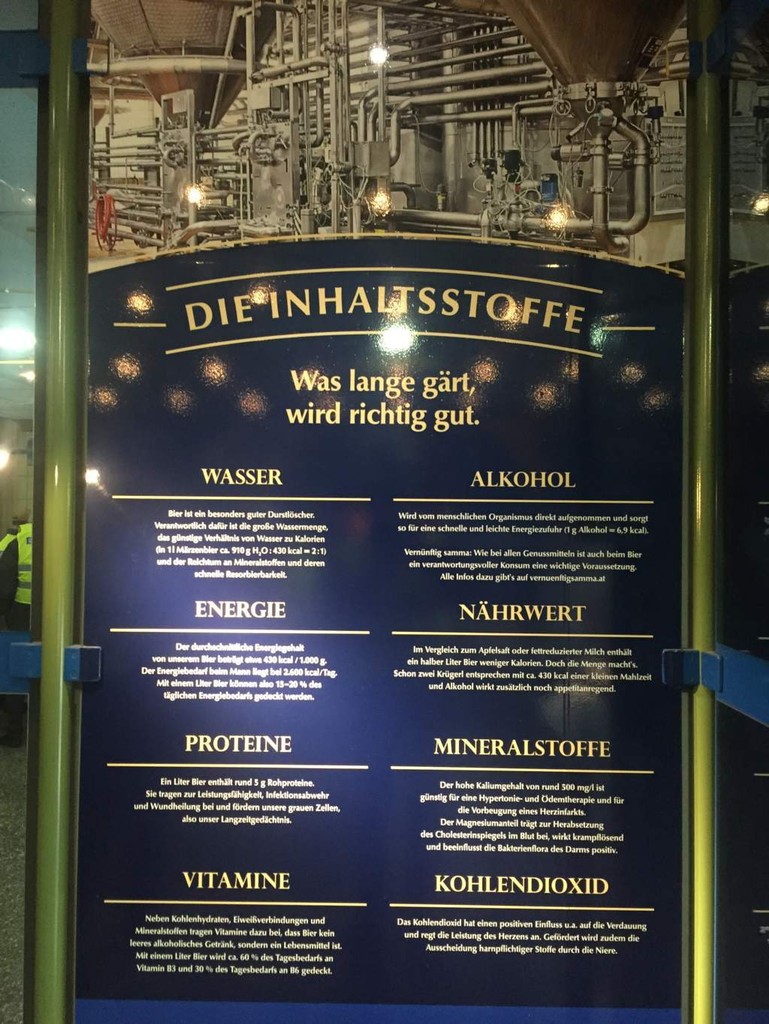 DIE INHALTSSTOFFE
Was lange gärt,
wird richtig gut.
WASSER
Bier ist ein besonders guter Durstlöscher.
Verantwortlich dafür ist die große Wassermenge,
das günstige Verhältnis von Wasser zu Kalorien
(in 1 l Märzenbier ca. 910 g H₂O : 430 kcal = 2 : 1)
und der Reichtum an Mineralstoffen und deren
schnelle Resorbierbarkeit.
ENERGIE
Der durchschnittliche Energiegehalt
von unserem Bier beträgt etwa 430 kcal / 1.000 g.
Der Energiebedarf beim Mann liegt bei 2.600 kcal/Tag.
Mit einem Liter Bier können also 15–20 % des
täglichen Energiebedarfs gedeckt werden.
PROTEINE
Ein Liter Bier enthält rund 5 g Rohproteine.
Sie tragen zur Leistungsfähigkeit, Infektionsabwehr
und Wundheilung bei und fördern unsere grauen Zellen,
also unser Langzeitgedächtnis.
VITAMINE
Neben Kohlenhydraten, Eiweißverbindungen und
Mineralstoffen tragen Vitamine dazu bei, dass Bier kein
leeres alkoholisches Getränk, sondern ein Lebensmittel ist.
Mit einem Liter Bier wird ca. 60 % des Tagesbedarfs an
Vitamin B3 und 30 % des Tagesbedarfs an B6 gedeckt.
ALKOHOL
Wird vom menschlichen Organismus direkt aufgenommen und sorgt
so für eine schnelle und leichte Energiezufuhr (1 g Alkohol = 6,9 kcal).
Vernünftig samma: Wie bei allen Genussmitteln ist auch beim Bier
ein verantwortungsvoller Konsum eine wichtige Voraussetzung.
Alle Infos dazu gibt's auf vernuenftigsamma.at
NÄHRWERT
Im Vergleich zum Apfelsaft oder fettreduzierter Milch enthält
ein halber Liter Bier weniger Kalorien. Doch die Menge macht's.
Schon zwei Krügerl entsprechen mit ca. 430 kcal einer kleinen Mahlzeit
und Alkohol wirkt zusätzlich noch appetitanregend.
MINERALSTOFFE
Der hohe Kaliumgehalt von rund 500 mg/l ist
günstig für eine Hypertonie- und Ödemtherapie und für
die Vorbeugung eines Herzinfarkts.
Der Magnesiumanteil trägt zur Herabsetzung
des Cholesterinspiegels im Blut bei, wirkt krampflösend
und beeinflusst die Bakterienflora des Darms positiv.
KOHLENDIOXID
Das Kohlendioxid hat einen positiven Einfluss u.a. auf die Verdauung
und regt die Leistung des Herzens an. Gefördert wird zudem die
Ausscheidung harnpflichtiger Stoffe durch die Niere.